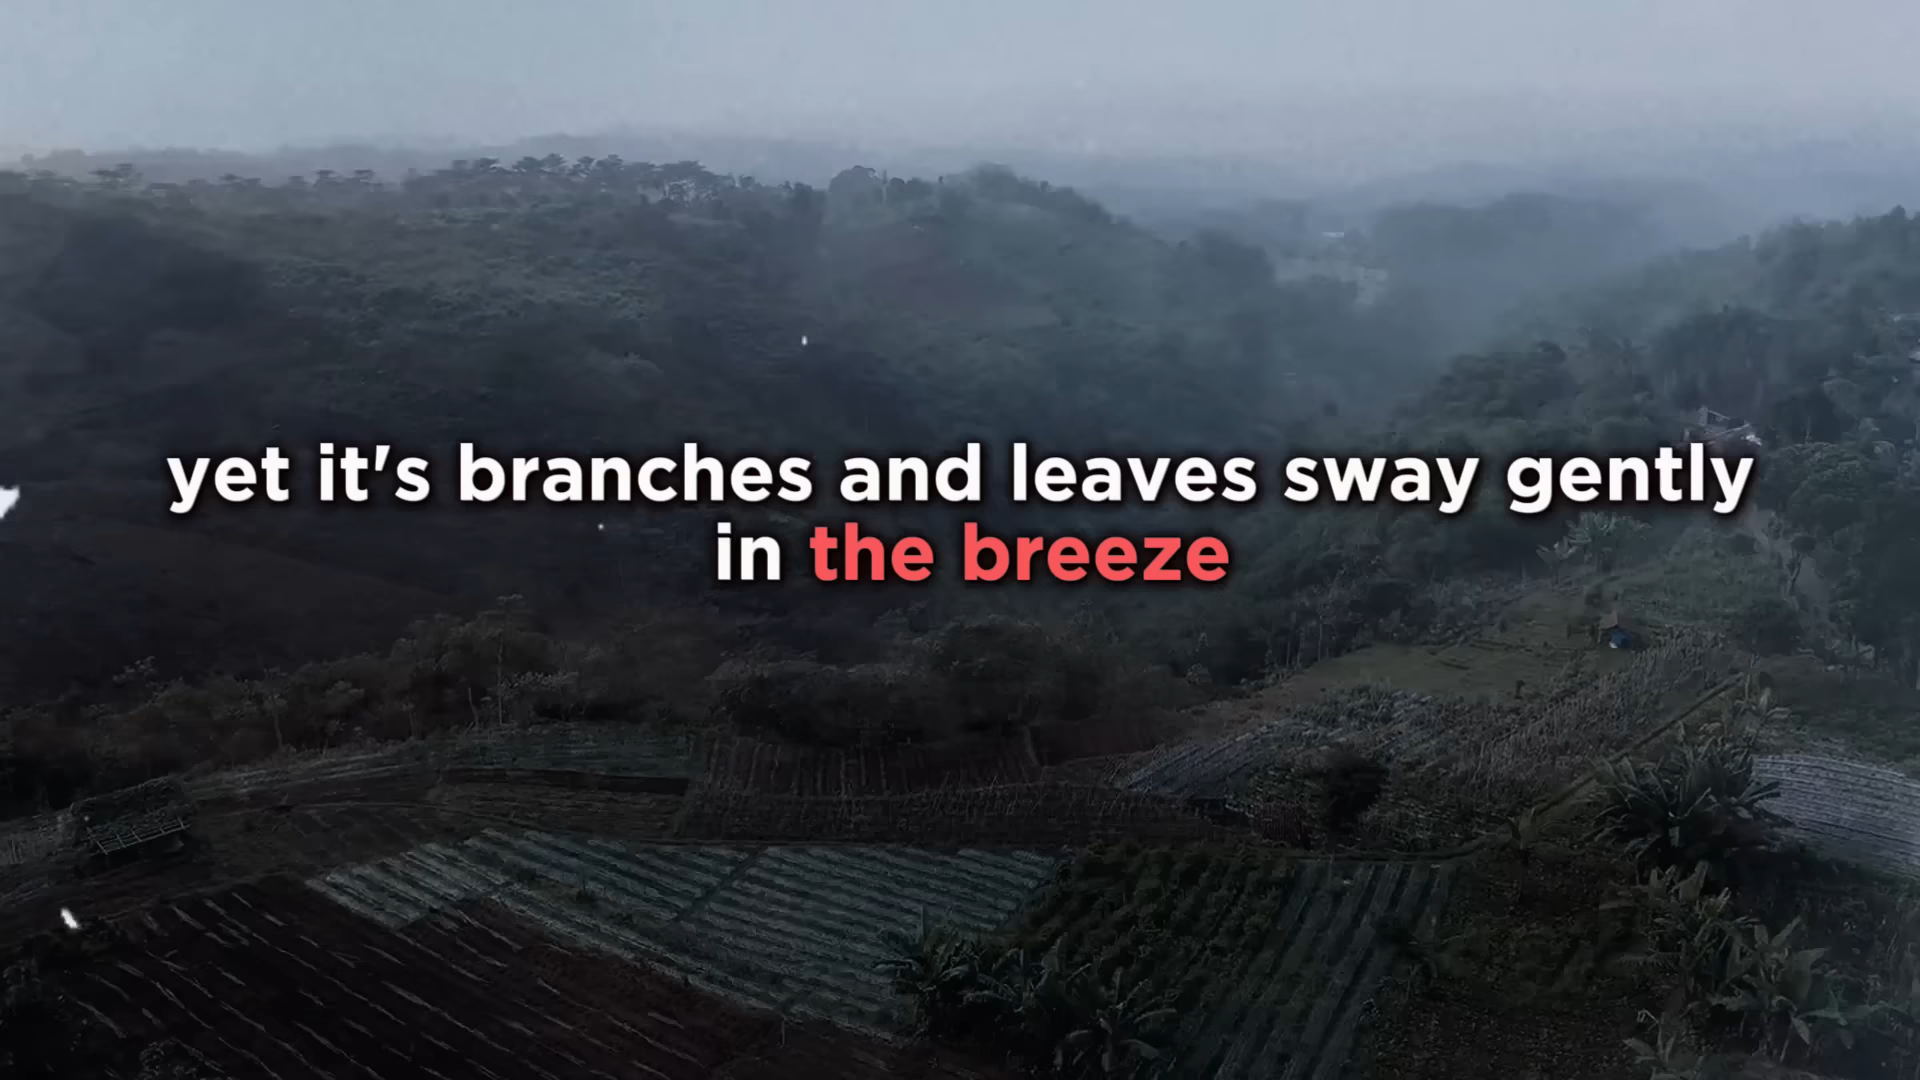 yet it's branches and leaves sway gently
in the breeze